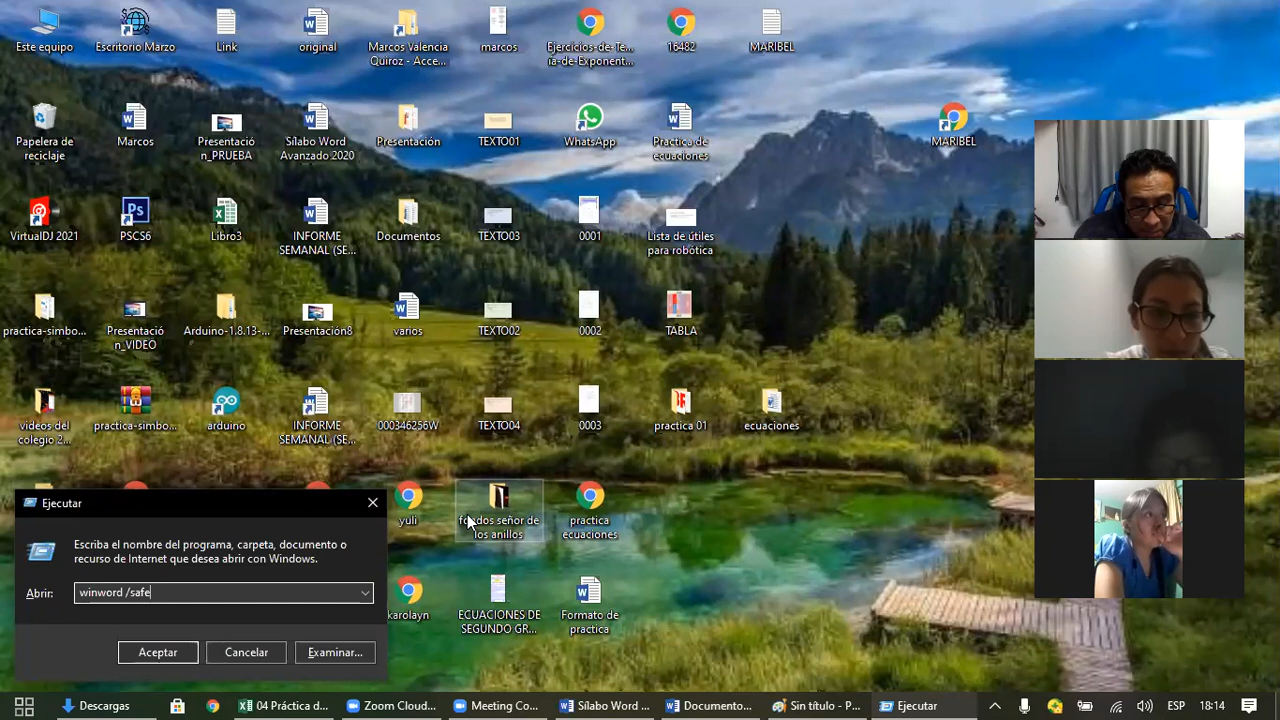 Este equipo
Escritorio Marzo
Link
original
Marcos Valencia
Quiroz - Acce...
marcos
Ejercicios-de-Te...
ia-de-Exponent...
16482
MARIBEL
Papelera de
reciclaje
Marcos
Presentació
n_PRUEBA
Sílabo Word
Avanzado 2020
Presentación
TEXTO01
WhatsApp
Practica de
ecuaciones
MARIBEL
VirtualDJ 2021
PSCS6
Libro3
INFORME
SEMANAL (SE...
Documentos
TEXTO03
0001
Lista de útiles
para robótica
practica-simbo...
Presentació
n_VIDEO
Arduino-1.8.13-...
Presentación8
varios
TEXTO02
0002
TABLA
videos del
colegio 2...
practica-simbo...
arduino
INFORME
SEMANAL (SE...
000346256W
TEXTO04
0003
practica 01
ecuaciones
yuli
fondos señor de
los anillos
practica
ecuaciones
karolayn
ECUACIONES DE
SEGUNDO GR...
Formato de
practica
Ejecutar
Escriba el nombre del programa, carpeta, documento o
recurso de Internet que desea abrir con Windows.
Abrir:
winword /safe
Aceptar
Cancelar
Examinar...
Descargas
04 Práctica d...
Zoom Cloud...
Meeting Co...
Sílabo Word ...
Documento...
Sin título - P...
Ejecutar
ESP
18:14